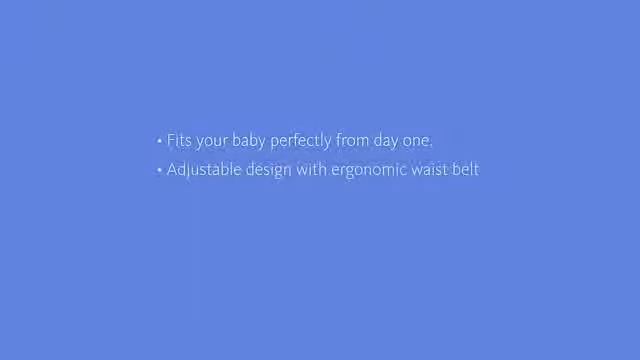 • Fits your baby perfectly from day one.
• Adjustable design with ergonomic waist belt